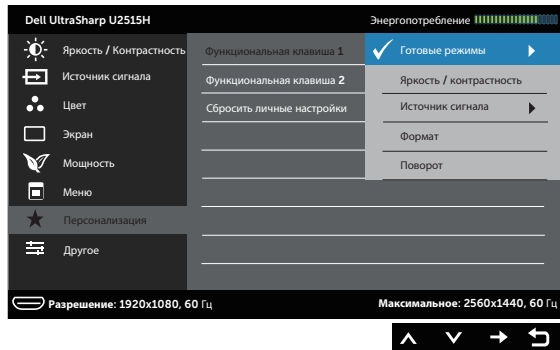 Dell UltraSharp U2515H
Энергопотребление
Яркость / Контрастность
Функциональная клавиша 1
Готовые режимы
Источник сигнала
Функциональная клавиша 2
Яркость / контрастность
Цвет
Сбросить личные настройки
Источник сигнала
Экран
Формат
Мощность
Поворот
Меню
Персонализация
Другое
Разрешение: 1920x1080, 60 Гц
Максимальное: 2560x1440, 60 Гц